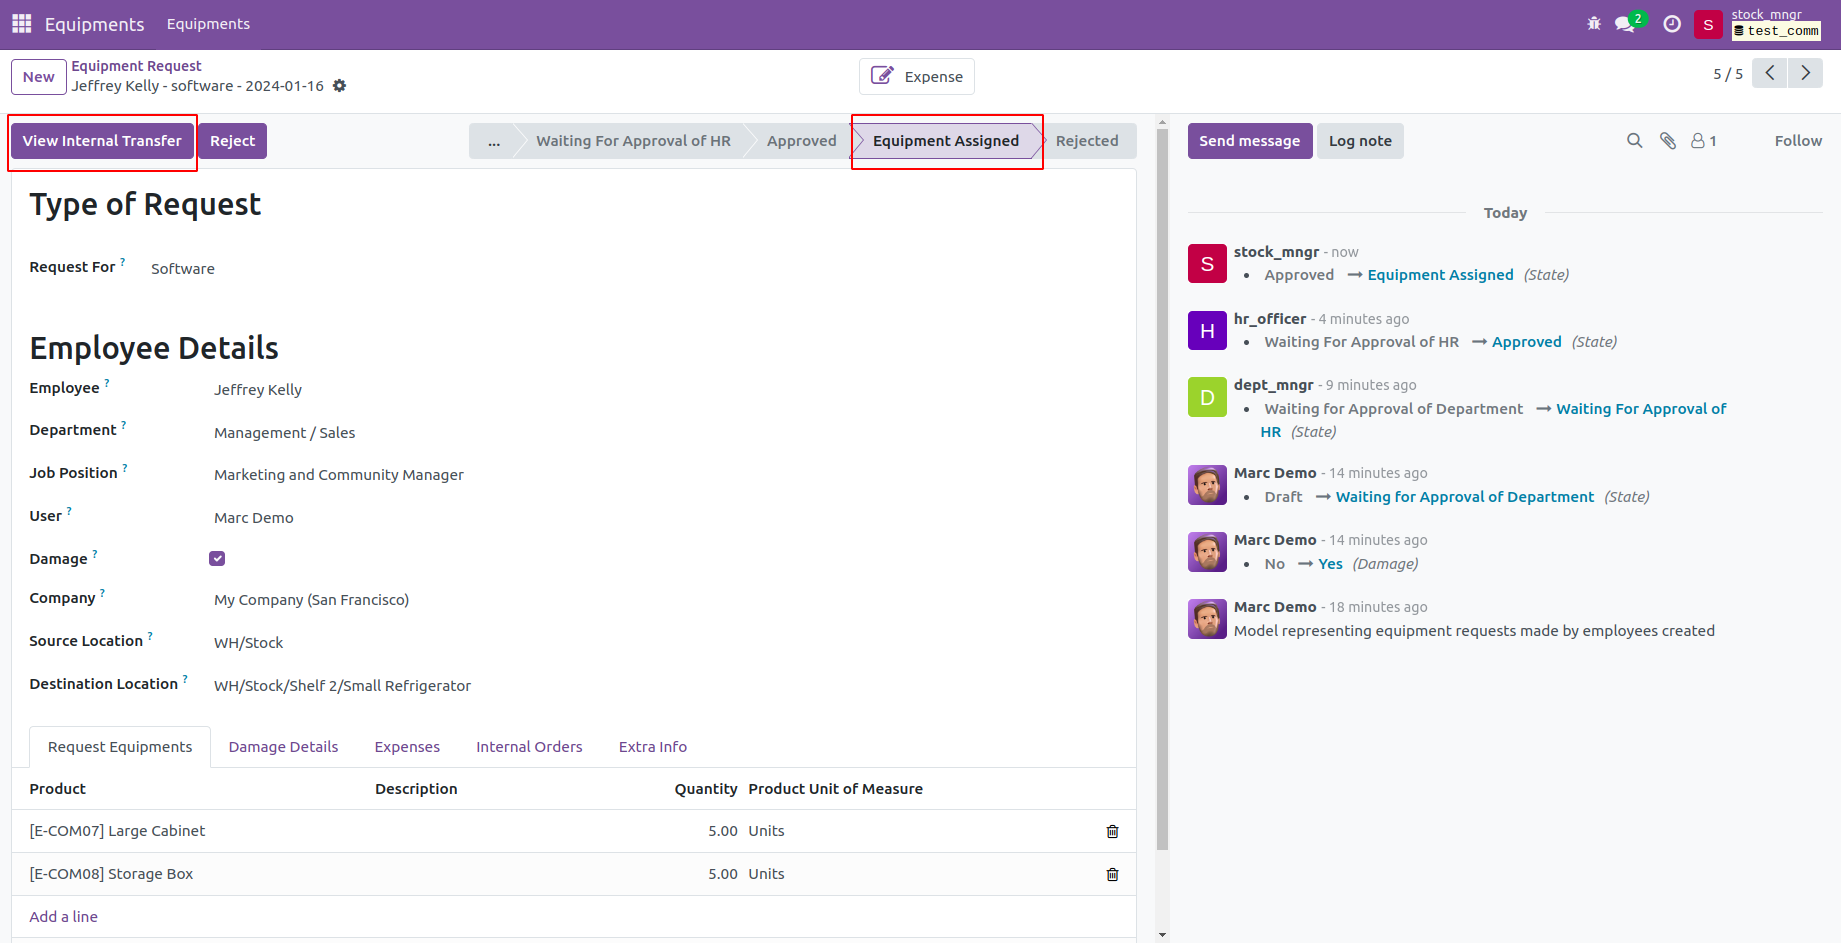 Equipments Equipments 2 S stock_mngr
test_comm
New Equipment Request
Jeffrey Kelly - software - 2024-01-16
Expense
5 / 5
View Internal Transfer Reject ... Waiting For Approval of HR Approved Equipment Assigned Rejected
Send message Log note 1 Follow
Type of Request
Request For ? Software
Employee Details
Employee ? Jeffrey Kelly
Department ? Management / Sales
Job Position ? Marketing and Community Manager
User ? Marc Demo
Damage ?
Company ? My Company (San Francisco)
Source Location ? WH/Stock
Destination Location ? WH/Stock/Shelf 2/Small Refrigerator
Request Equipments Damage Details Expenses Internal Orders Extra Info
Product Description Quantity Product Unit of Measure
[E-COM07] Large Cabinet 5.00 Units
[E-COM08] Storage Box 5.00 Units
Add a line
Today
S stock_mngr - now
• Approved → Equipment Assigned (State)
H hr_officer - 4 minutes ago
• Waiting For Approval of HR → Approved (State)
D dept_mngr - 9 minutes ago
• Waiting for Approval of Department → Waiting For Approval of
HR (State)
Marc Demo - 14 minutes ago
• Draft → Waiting for Approval of Department (State)
Marc Demo - 14 minutes ago
• No → Yes (Damage)
Marc Demo - 18 minutes ago
Model representing equipment requests made by employees created